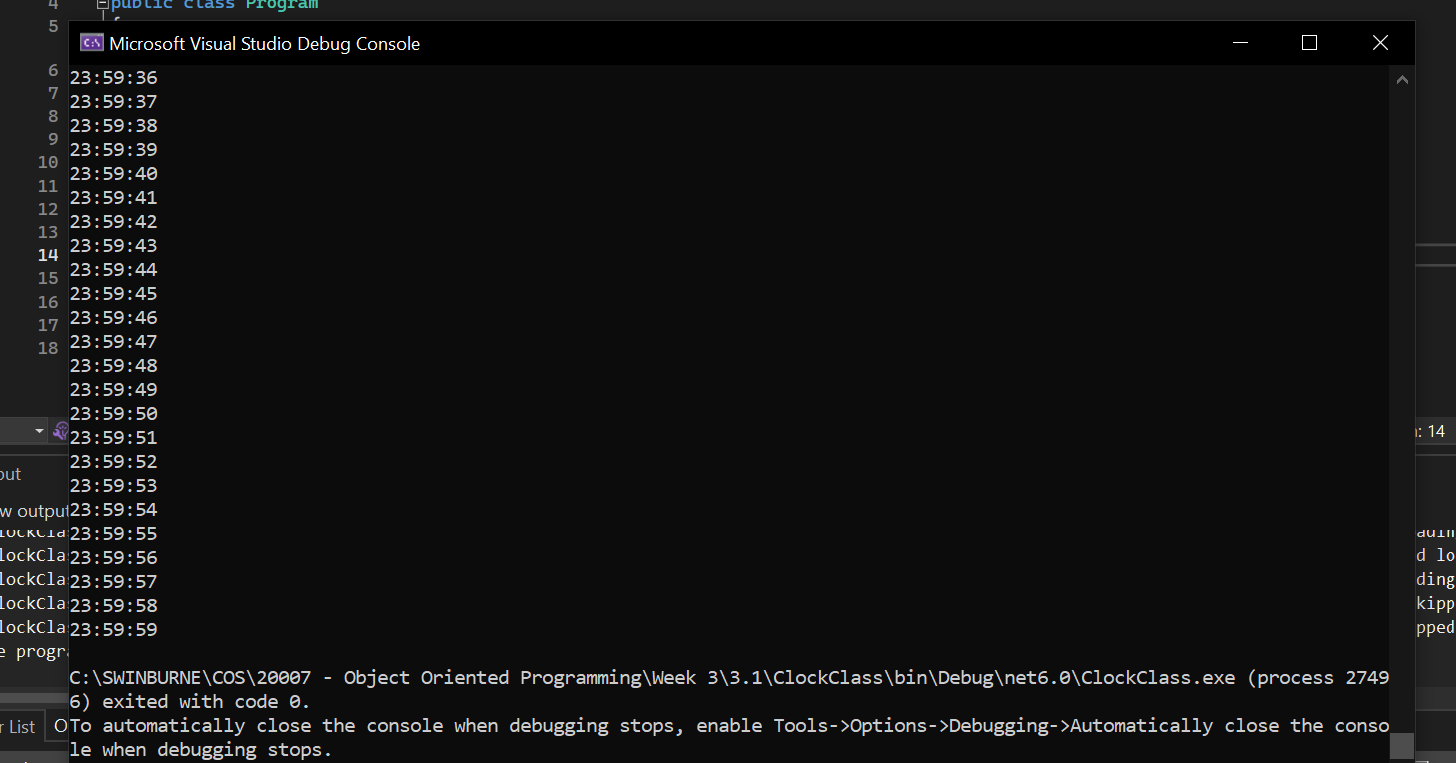 4 public class Program
5
Microsoft Visual Studio Debug Console
6
7
8
9
10
11
12
13
14
15
16
17
18
23:59:36
23:59:37
23:59:38
23:59:39
23:59:40
23:59:41
23:59:42
23:59:43
23:59:44
23:59:45
23:59:46
23:59:47
23:59:48
23:59:49
23:59:50
23:59:51
23:59:52
23:59:53
23:59:54
23:59:55
23:59:56
23:59:57
23:59:58
23:59:59
C:\SWINBURNE\COS\20007 - Object Oriented Programming\Week 3\3.1\ClockClass\bin\Debug\net6.0\ClockClass.exe (process 2749
6) exited with code 0.
To automatically close the console when debugging stops, enable Tools->Options->Debugging->Automatically close the conso
le when debugging stops.
: 14
out
w output
lockCla
lockCla
lockCla
lockCla
e progra
r List
O
d lo
ding
kipp
pped